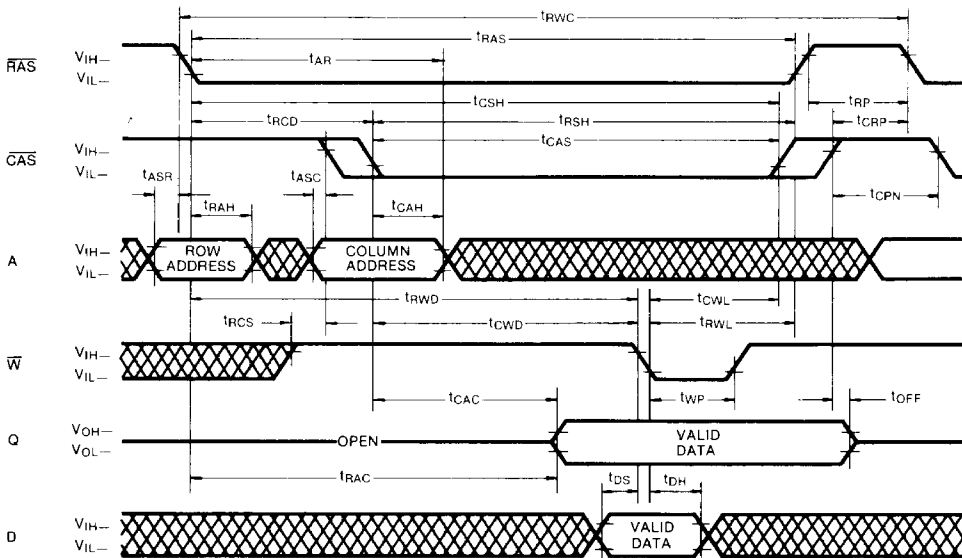 tRWC
tRAS
RAS VIH— VIL— tAR
tCSH
tRP
tRCD tRSH tCRP
CAS VIH— VIL— tCAS
tASR tASC tCPN
tRAH tCAH
A VIH— VIL— ROW ADDRESS COLUMN ADDRESS
tRWD tCWL
tRCS tCWD tRWL
W VIH— VIL—
tCAC tWP tOFF
Q VOH— VOL— OPEN VALID DATA
tRAC tDS tDH
D VIH— VIL— VALID DATA